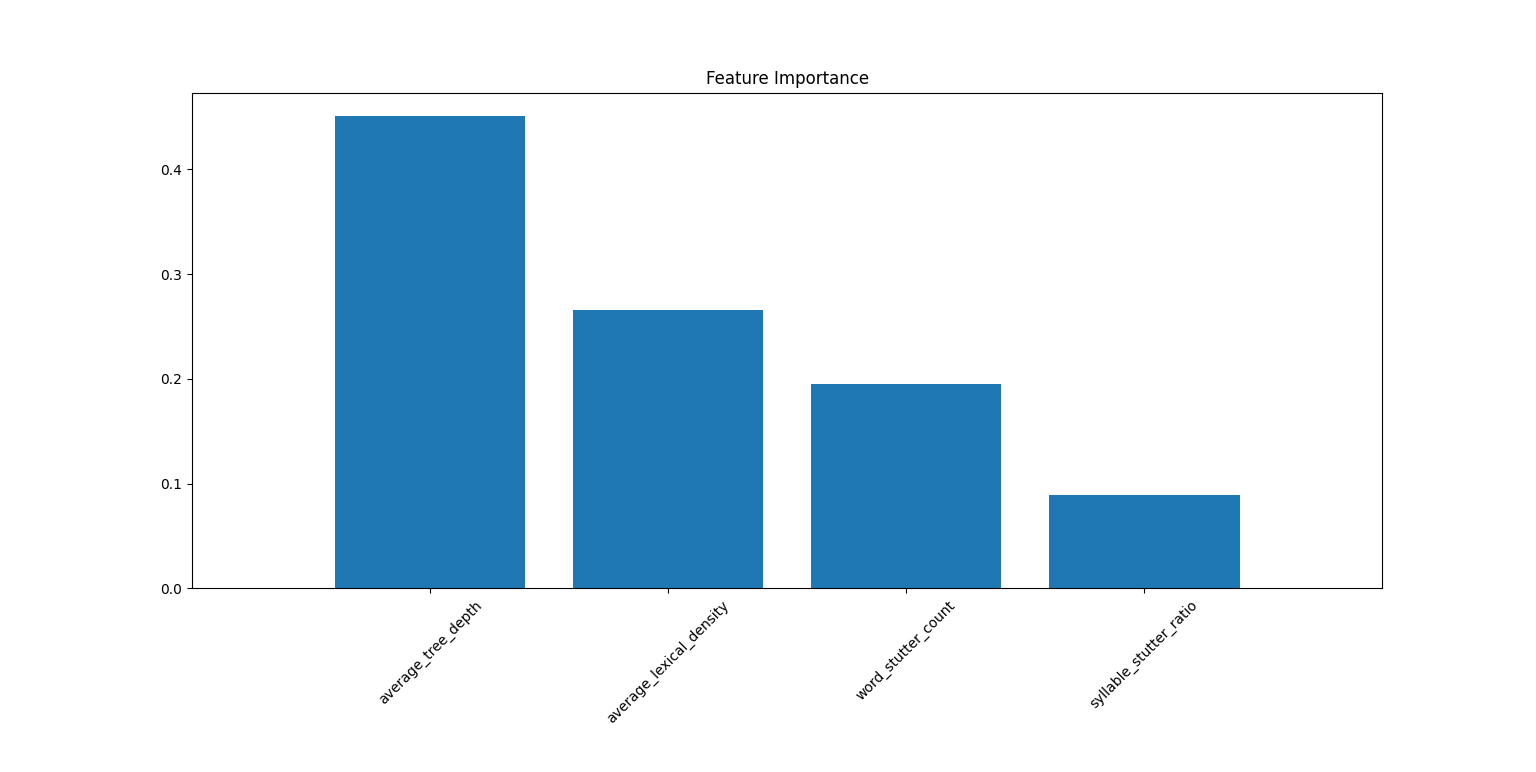 Feature Importance
0.4
0.3
0.2
0.1
0.0
average_tree_depth
average_lexical_density
word_stutter_count
syllable_stutter_ratio